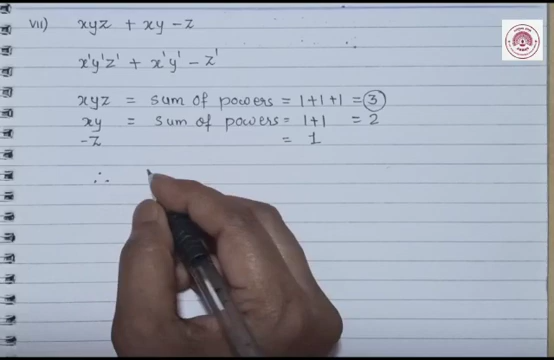 VII) xyz + xy - z
x¹y¹z¹ + x¹y¹ - z¹
xyz = sum of powers = 1+1+1 = 3
xy = sum of powers = 1+1 = 2
-z = 1
∴